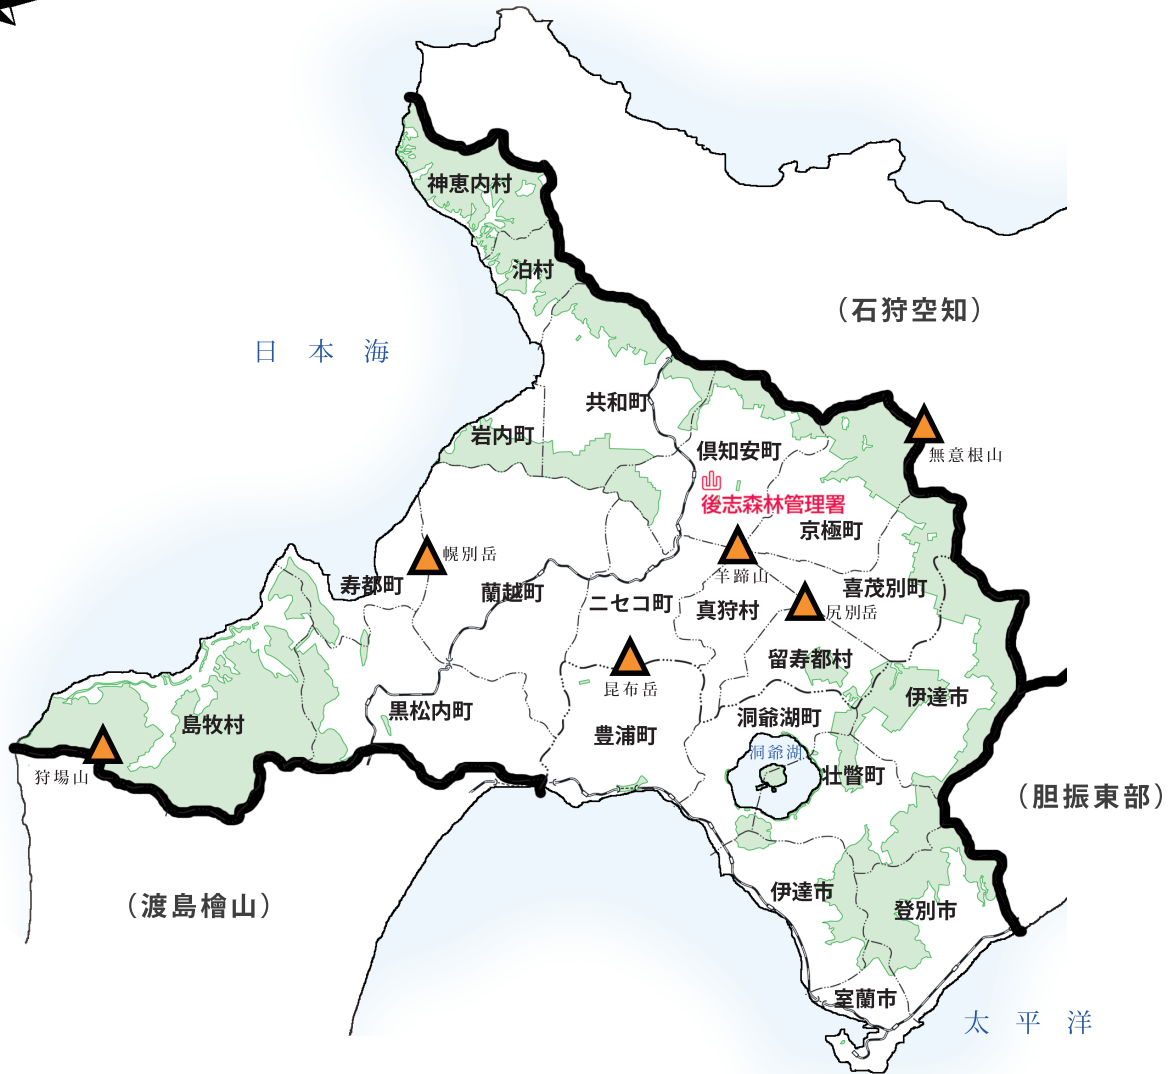 神恵内村
泊村
（石狩空知）
日本海
共和町
岩内町
倶知安町
無意根山
後志森林管理署
京極町
幌別岳
羊蹄山
寿都町
蘭越町
ニセコ町
真狩村
喜茂別町
尻別岳
留寿都村
昆布岳
伊達市
島牧村
黒松内町
豊浦町
洞爺湖町
洞爺湖
狩場山
壮瞥町
（胆振東部）
（渡島檜山）
伊達市
登別市
室蘭市
太平洋